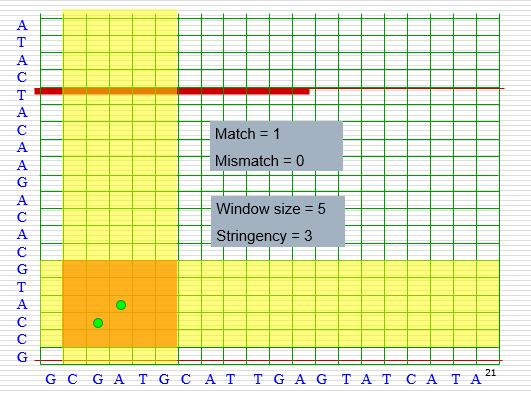 A
T
A
C
T
A
C
A
A
G
A
C
A
C
G
T
A
C
C
G
Match = 1
Mismatch = 0
Window size = 5
Stringency = 3
G C G A T G C A T T G A G T A T C A T A
21